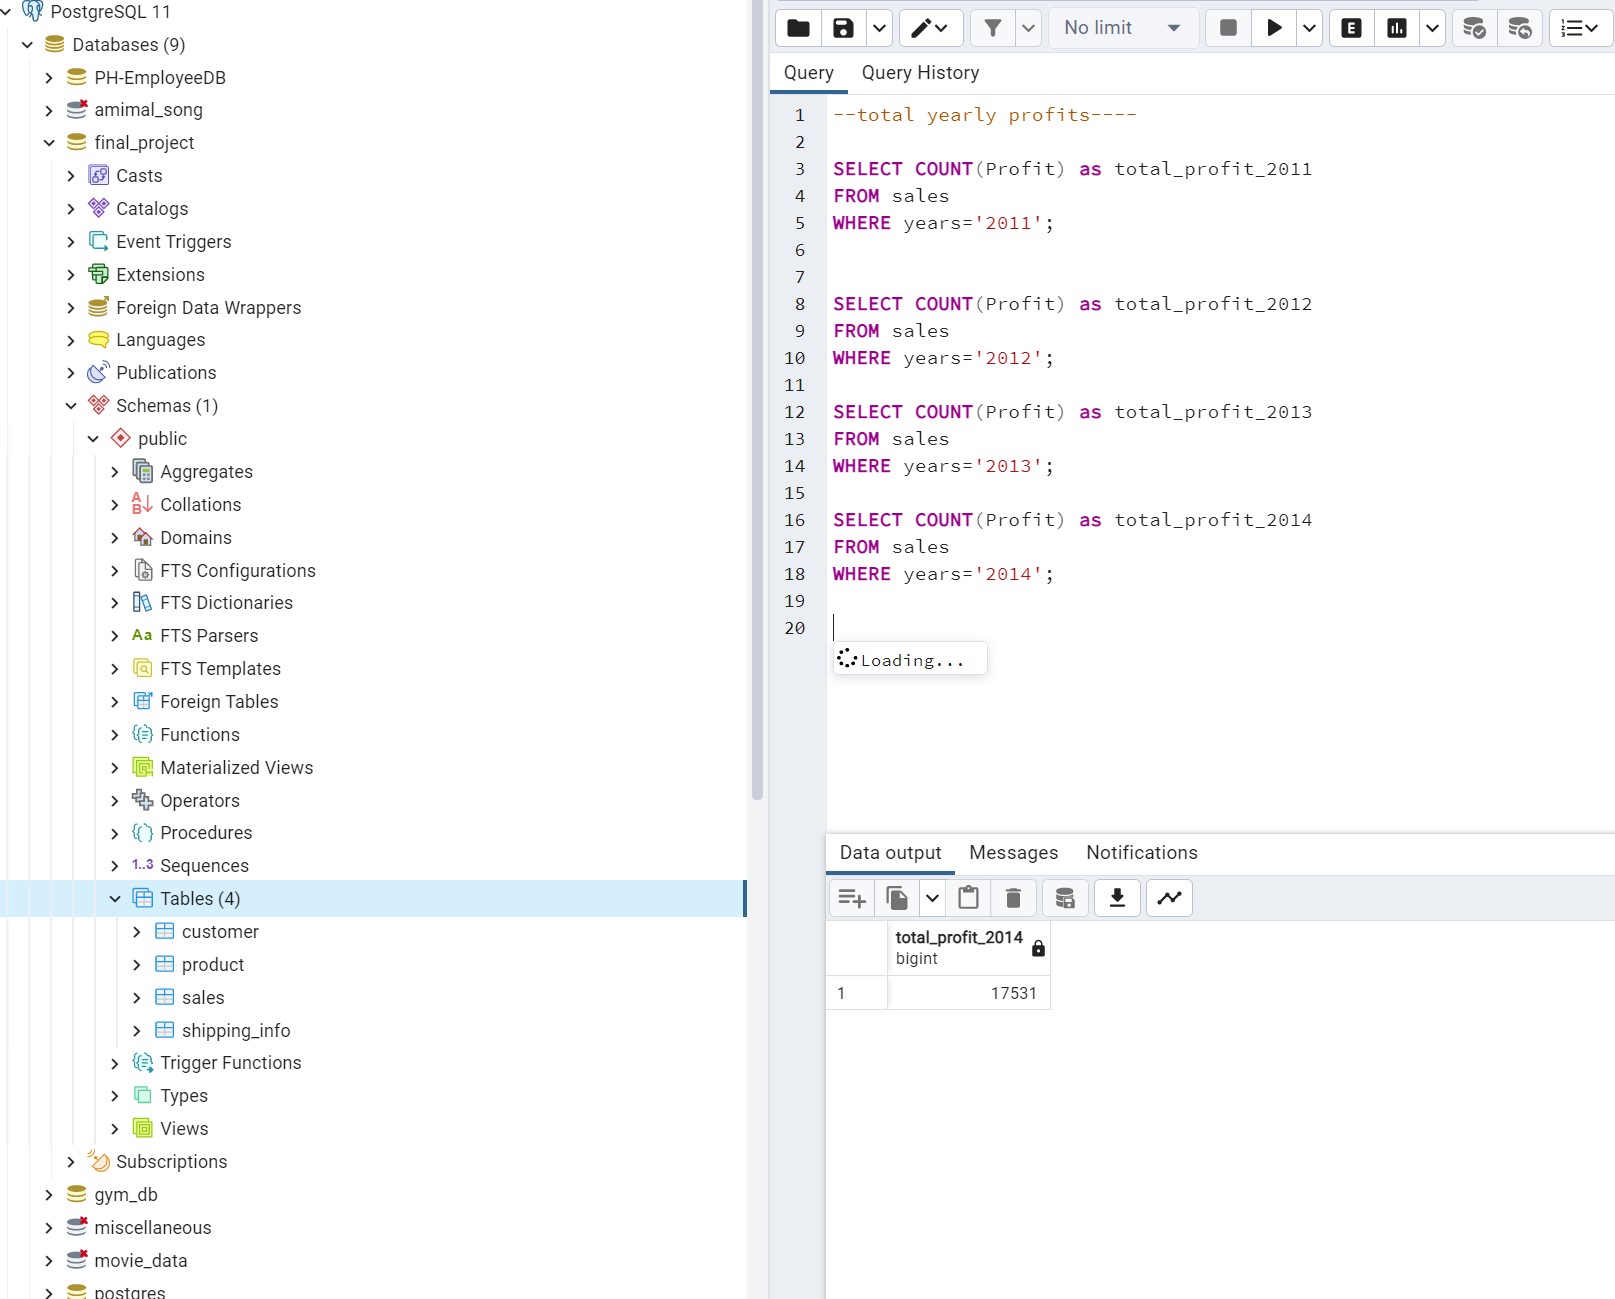 PostgreSQL 11
Databases (9)
PH-EmployeeDB
amimal_song
final_project
Casts
Catalogs
Event Triggers
Extensions
Foreign Data Wrappers
Languages
Publications
Schemas (1)
public
Aggregates
Collations
Domains
FTS Configurations
FTS Dictionaries
Aa FTS Parsers
FTS Templates
Foreign Tables
Functions
Materialized Views
Operators
Procedures
1..3 Sequences
Tables (4)
customer
product
sales
shipping_info
Trigger Functions
Types
Views
Subscriptions
gym_db
miscellaneous
movie_data
postgres
No limit
E
Query Query History
1 --total yearly profits----
2
3 SELECT COUNT(Profit) as total_profit_2011
4 FROM sales
5 WHERE years='2011';
6
7
8 SELECT COUNT(Profit) as total_profit_2012
9 FROM sales
10 WHERE years='2012';
11
12 SELECT COUNT(Profit) as total_profit_2013
13 FROM sales
14 WHERE years='2013';
15
16 SELECT COUNT(Profit) as total_profit_2014
17 FROM sales
18 WHERE years='2014';
19
20
Loading...
Data output Messages Notifications
total_profit_2014
bigint
1 17531